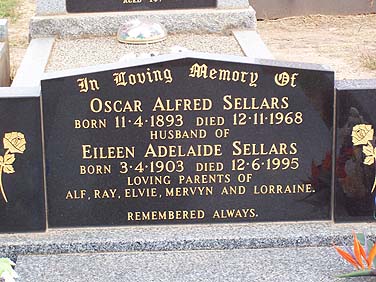 In Loving Memory Of
OSCAR ALFRED SELLARS
BORN 11·4·1893 DIED 12·11·1968
HUSBAND OF
EILEEN ADELAIDE SELLARS
BORN 3·4·1903 DIED 12·6·1995
LOVING PARENTS OF
ALF, RAY, ELVIE, MERVYN AND LORRAINE.
REMEMBERED ALWAYS.